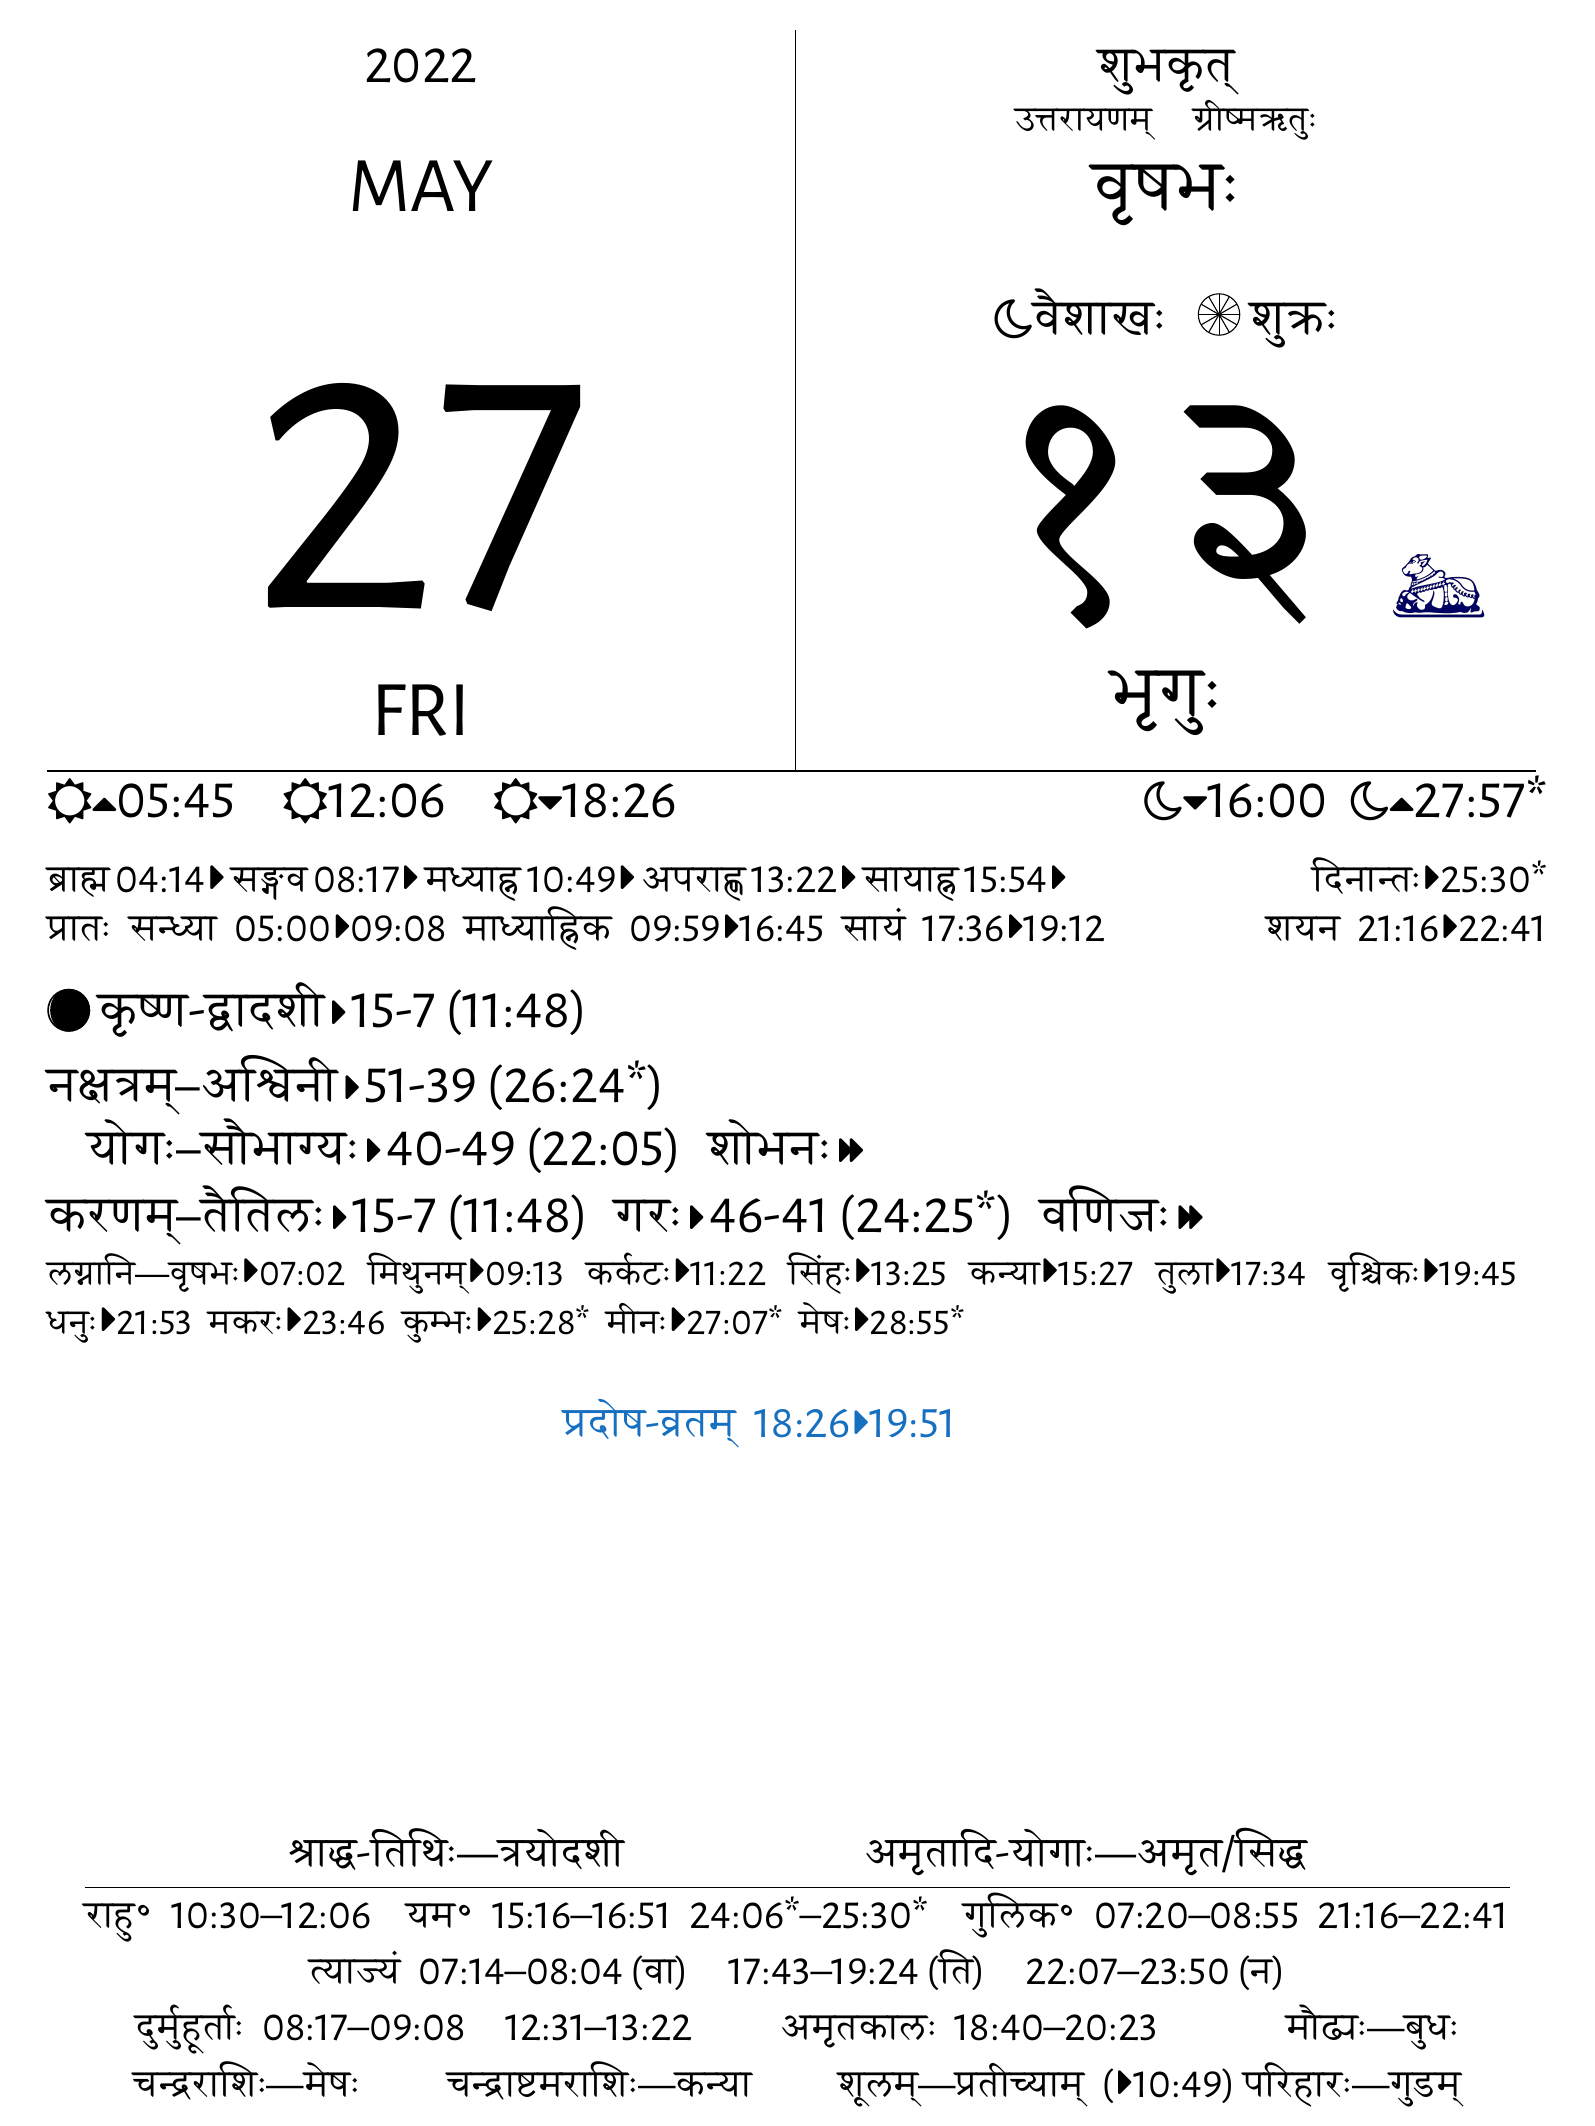 2022
MAY
27
FRI
शुभकृत्
उत्तरायणम् ग्रीष्मऋतुः
वृषभः
वैशाखः शुक्रः
१३
भृगुः
05:45 12:06 18:26 16:00 27:57*
ब्राह्म 04:14 सङ्गव 08:17 मध्याह्न 10:49 अपराह्ण 13:22 सायाह्न 15:54 दिनान्तः 25:30*
प्रातः सन्ध्या 05:00 09:08 माध्याह्निक 09:59 16:45 सायं 17:36 19:12 शयन 21:16 22:41
कृष्ण-द्वादशी 15-7 (11:48)
नक्षत्रम्–अश्विनी 51-39 (26:24*)
योगः–सौभाग्यः 40-49 (22:05) शोभनः
करणम्–तैतिलः 15-7 (11:48) गरः 46-41 (24:25*) वणिजः
लग्नानि—वृषभः 07:02 मिथुनम् 09:13 कर्कटः 11:22 सिंहः 13:25 कन्या 15:27 तुला 17:34 वृश्चिकः 19:45
धनुः 21:53 मकरः 23:46 कुम्भः 25:28* मीनः 27:07* मेषः 28:55*
प्रदोष-व्रतम् 18:26 19:51
श्राद्ध-तिथिः—त्रयोदशी अमृतादि-योगाः—अमृत/सिद्ध
राहु॰ 10:30–12:06 यम॰ 15:16–16:51 24:06*–25:30* गुलिक॰ 07:20–08:55 21:16–22:41
त्याज्यं 07:14–08:04 (वा) 17:43–19:24 (ति) 22:07–23:50 (न)
दुर्मुहूर्ताः 08:17–09:08 12:31–13:22 अमृतकालः 18:40–20:23 मौढ्यः—बुधः
चन्द्रराशिः—मेषः चन्द्राष्टमराशिः—कन्या शूलम्—प्रतीच्याम् ( 10:49) परिहारः—गुडम्